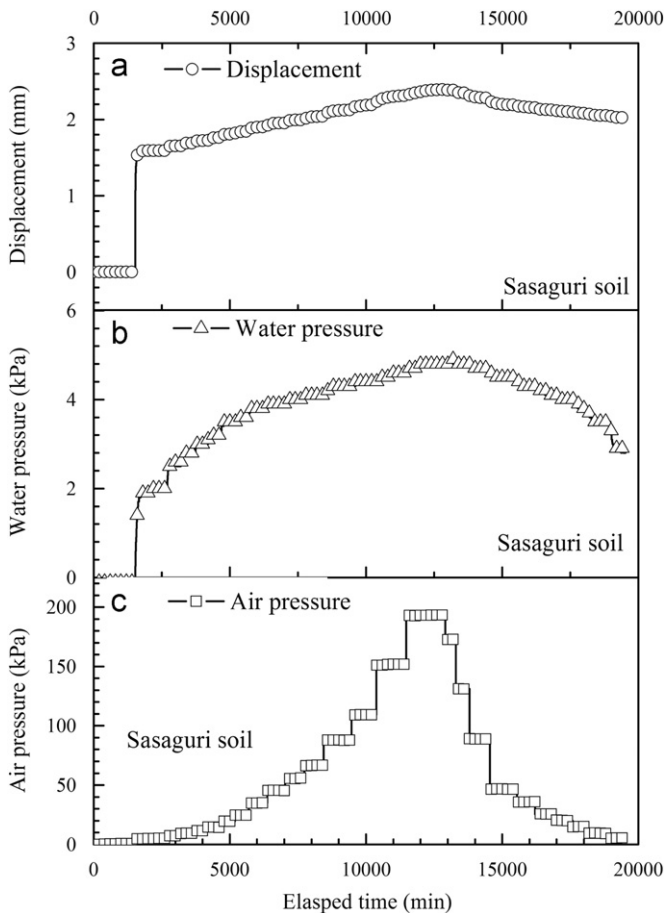 0 5000 10000 15000 20000
3
a Displacement
2
Displacement (mm)
1
0
Sasaguri soil
6
b Water pressure
4
Water pressure (kPa)
2
Sasaguri soil
0
200
c Air pressure
150
Air pressure (kPa)
100
Sasaguri soil
50
0
0 5000 10000 15000 20000
Elasped time (min)